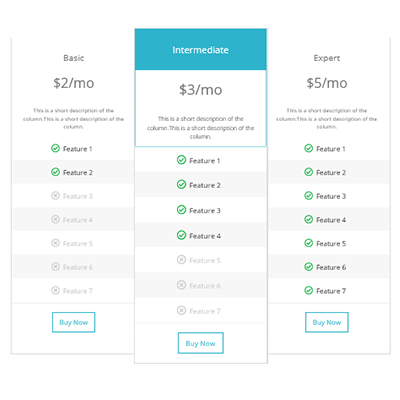 Basic
$2/mo
This is a short description of the
column.This is a short description of the
column.
Feature 1
Feature 2
Feature 3
Feature 4
Feature 5
Feature 6
Feature 7
Buy Now
Intermediate
$3/mo
This is a short description of the
column.This is a short description of the
column.
Feature 1
Feature 2
Feature 3
Feature 4
Feature 5
Feature 6
Feature 7
Buy Now
Expert
$5/mo
This is a short description of the
column.This is a short description of the
column.
Feature 1
Feature 2
Feature 3
Feature 4
Feature 5
Feature 6
Feature 7
Buy Now